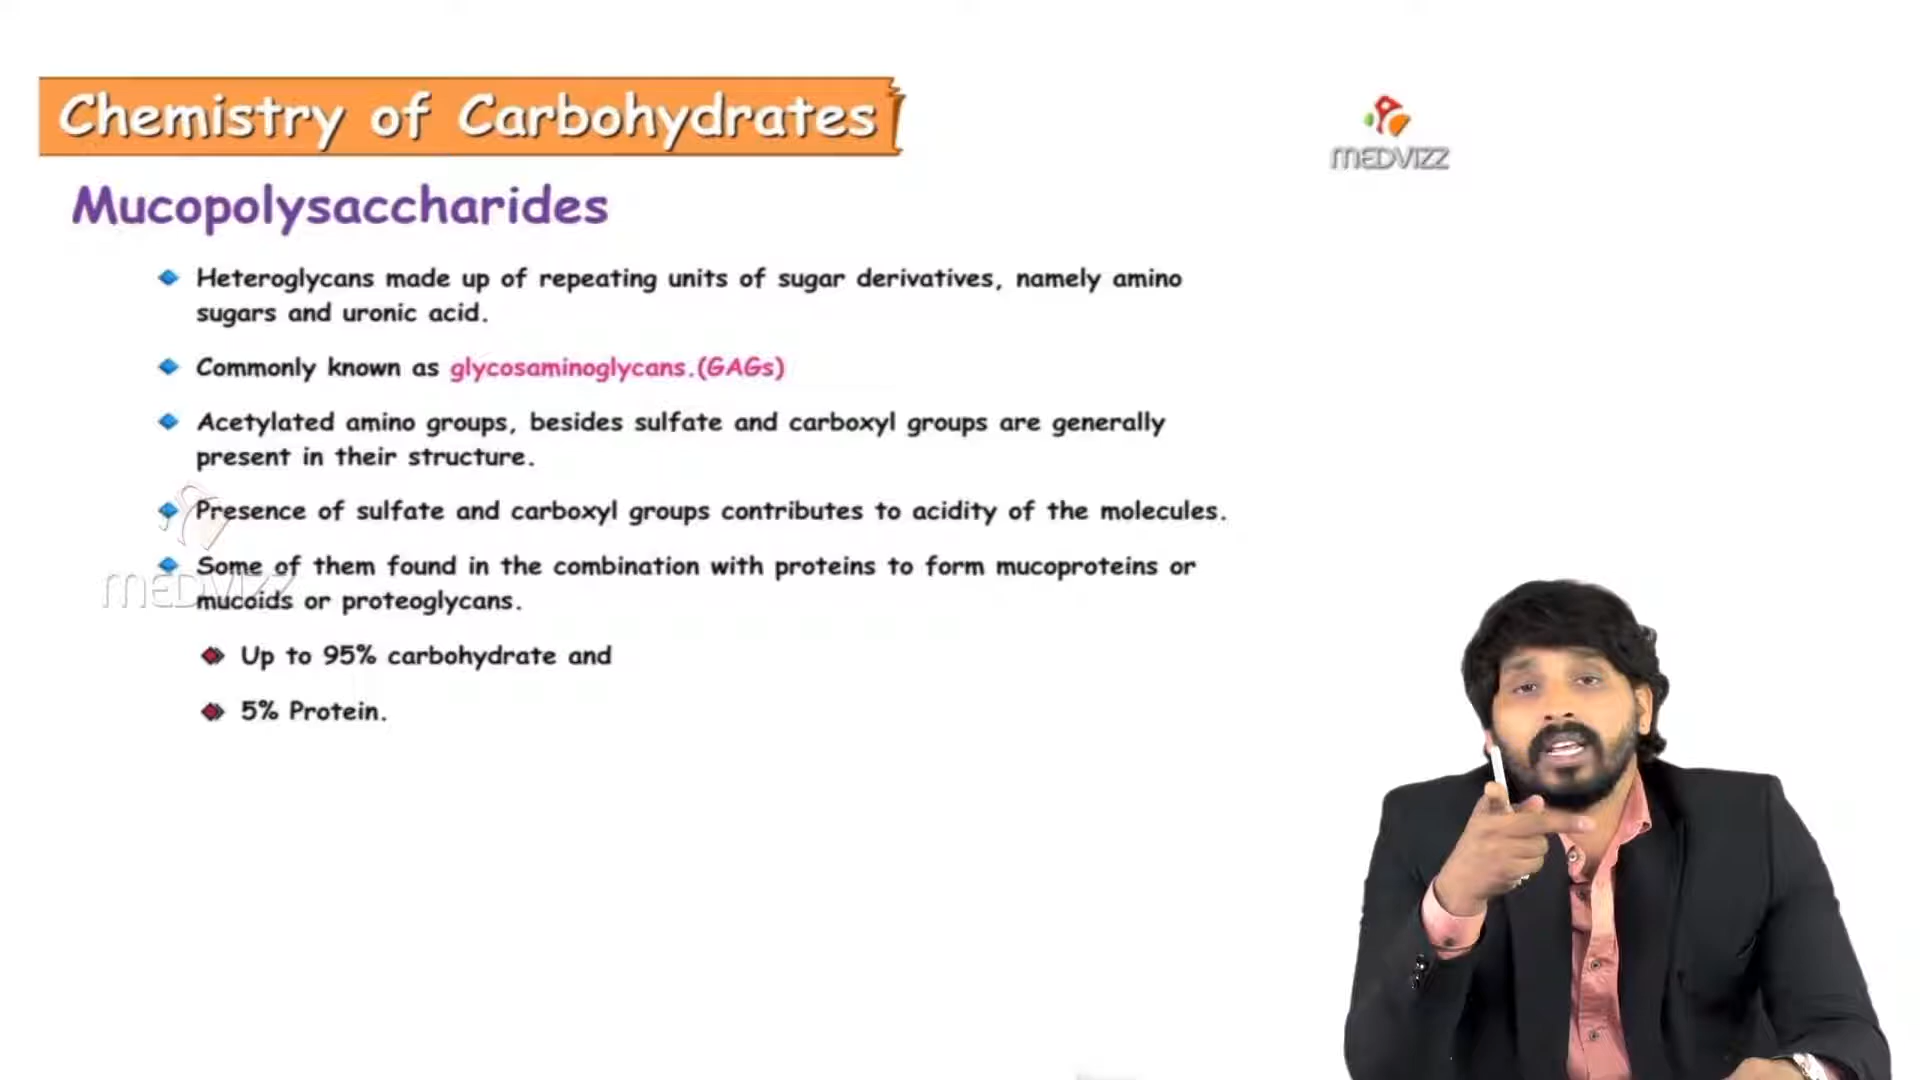 Chemistry of Carbohydrates
MEDVIZZ
Mucopolysaccharides
Heteroglycans made up of repeating units of sugar derivatives, namely amino
sugars and uronic acid.
Commonly known as glycosaminoglycans.(GAGs)
Acetylated amino groups, besides sulfate and carboxyl groups are generally
present in their structure.
Presence of sulfate and carboxyl groups contributes to acidity of the molecules.
Some of them found in the combination with proteins to form mucoproteins or
MEDVIZZ
mucoids or proteoglycans.
Up to 95% carbohydrate and
5% Protein.